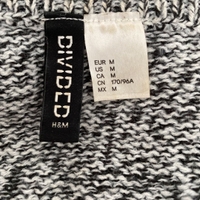 DIVIDED
H&M
EUR M
US M
CA M
CN 170/96A
MX M